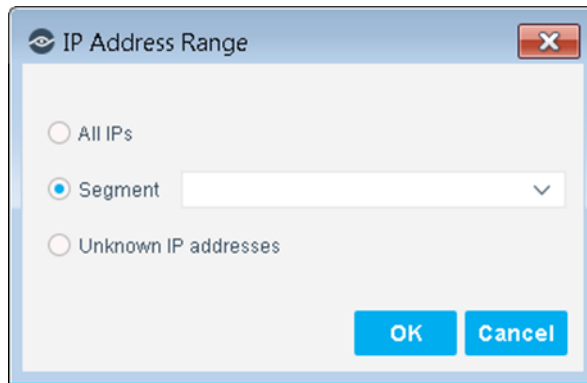 IP Address Range
All IPs
Segment
Unknown IP addresses
OK Cancel